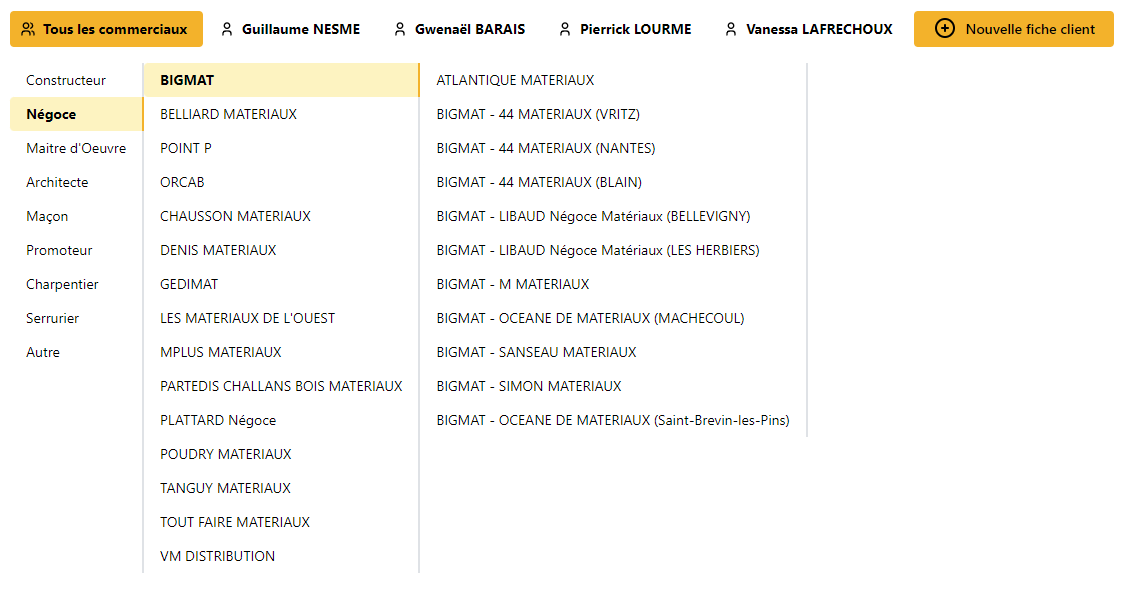 Tous les commerciaux
Guillaume NESME
Gwenaël BARAIS
Pierrick LOURME
Vanessa LAFRECHOUX
Nouvelle fiche client
Constructeur
Négoce
Maitre d'Oeuvre
Architecte
Maçon
Promoteur
Charpentier
Serrurier
Autre
BIGMAT
BELLIARD MATERIAUX
POINT P
ORCAB
CHAUSSON MATERIAUX
DENIS MATERIAUX
GEDIMAT
LES MATERIAUX DE L'OUEST
MPLUS MATERIAUX
PARTEDIS CHALLANS BOIS MATERIAUX
PLATTARD Négoce
POUDRY MATERIAUX
TANGUY MATERIAUX
TOUT FAIRE MATERIAUX
VM DISTRIBUTION
ATLANTIQUE MATERIAUX
BIGMAT - 44 MATERIAUX (VRITZ)
BIGMAT - 44 MATERIAUX (NANTES)
BIGMAT - 44 MATERIAUX (BLAIN)
BIGMAT - LIBAUD Négoce Matériaux (BELLEVIGNY)
BIGMAT - LIBAUD Négoce Matériaux (LES HERBIERS)
BIGMAT - M MATERIAUX
BIGMAT - OCEANE DE MATERIAUX (MACHECOUL)
BIGMAT - SANSEAU MATERIAUX
BIGMAT - SIMON MATERIAUX
BIGMAT - OCEANE DE MATERIAUX (Saint-Brevin-les-Pins)